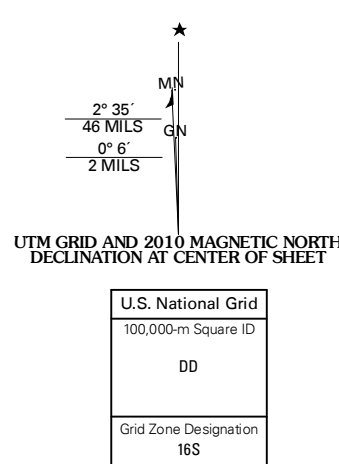 ★
MN
2° 35´
46 MILS
GN
0° 6´
2 MILS
UTM GRID AND 2010 MAGNETIC NORTH
DECLINATION AT CENTER OF SHEET
U.S. National Grid
100,000-m Square ID
DD
Grid Zone Designation
16S